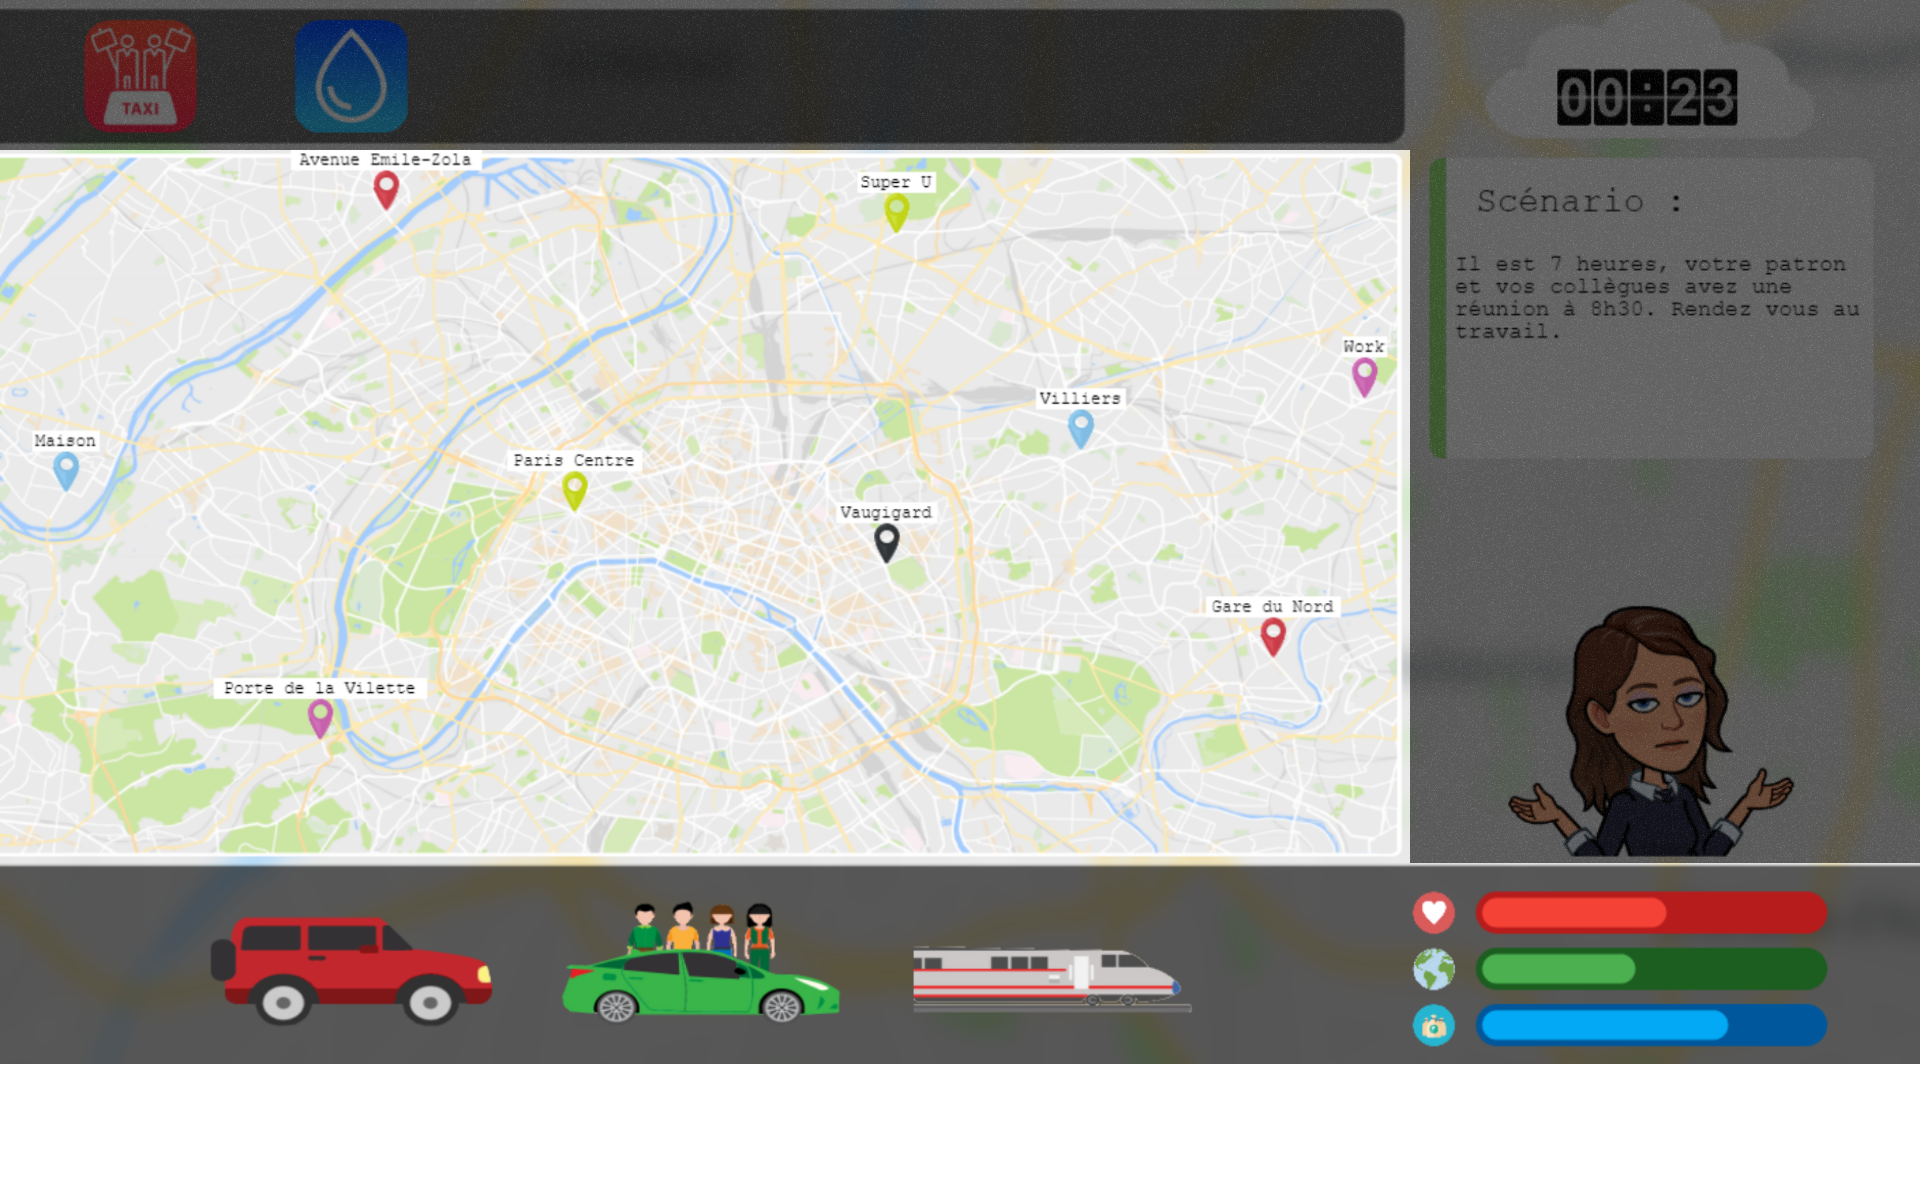 TAXI
00:23
Avenue Emile-Zola
Super U
Scénario :
Il est 7 heures, votre patron
et vos collègues avez une
réunion à 8h30. Rendez vous au
travail.
Work
Villiers
Maison
Paris Centre
Vaugigard
Gare du Nord
Porte de la Vilette